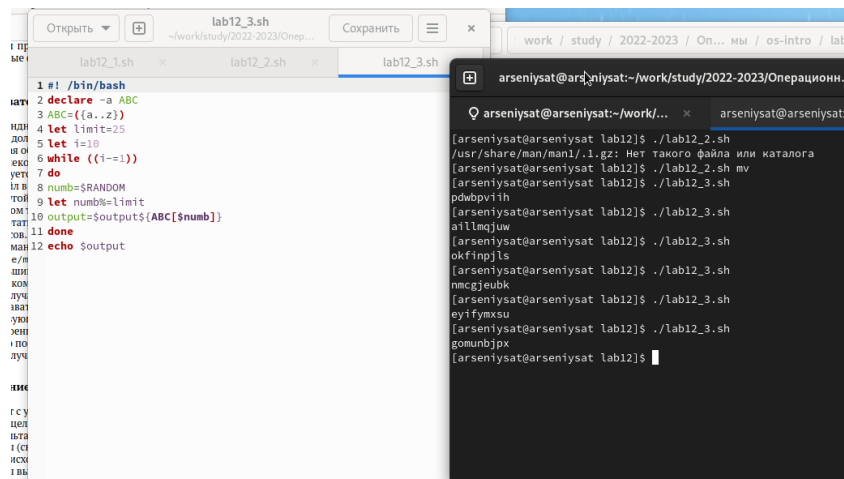 Открыть
lab12_3.sh
~/work/study/2022-2023/Опер...
Сохранить
lab12_1.sh
lab12_2.sh
lab12_3.sh
1 #! /bin/bash
2 declare -a ABC
3 ABC=({a..z})
4 let limit=25
5 let i=10
6 while ((i-=1))
7 do
8 numb=$RANDOM
9 let numb%=limit
10 output=$output${ABC[$numb]}
11 done
12 echo $output
work / study / 2022-2023 / Оп... мы / os-intro / lab
arseniysat@arseniysat:~/work/study/2022-2023/Операционн.
arseniysat@arseniysat:~/work/...
arseniysat@arseniysat:
[arseniysat@arseniysat lab12]$ ./lab12_2.sh
/usr/share/man/man1/.1.gz: Нет такого файла или каталога
[arseniysat@arseniysat lab12]$ ./lab12_2.sh mv
[arseniysat@arseniysat lab12]$ ./lab12_3.sh
pdwbpviih
[arseniysat@arseniysat lab12]$ ./lab12_3.sh
aillmqjuw
[arseniysat@arseniysat lab12]$ ./lab12_3.sh
okfinpjls
[arseniysat@arseniysat lab12]$ ./lab12_3.sh
nmcgjeubk
[arseniysat@arseniysat lab12]$ ./lab12_3.sh
eyifymxsu
[arseniysat@arseniysat lab12]$ ./lab12_3.sh
gomunbjpx
[arseniysat@arseniysat lab12]$